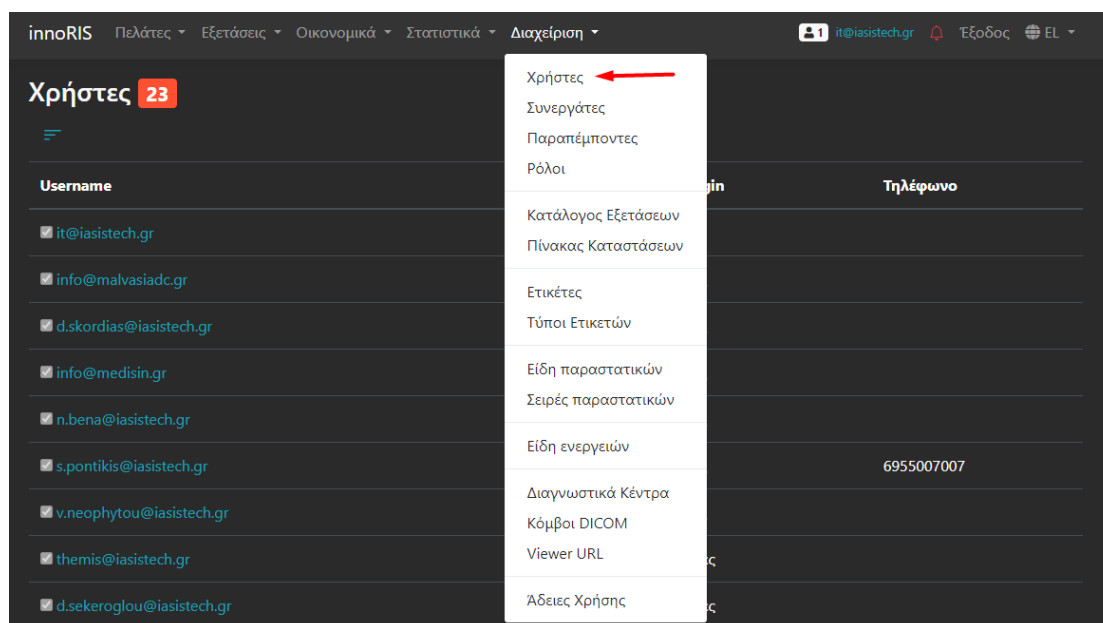 innoRIS Πελάτες Εξετάσεις Οικονομικά Στατιστικά Διαχείριση 1 it@iasistech.gr Έξοδος EL
Χρήστες 23
Χρήστες
Συνεργάτες
Παραπέμποντες
Ρόλοι
Κατάλογος Εξετάσεων
Πίνακας Καταστάσεων
Ετικέτες
Τύποι Ετικετών
Είδη παραστατικών
Σειρές παραστατικών
Είδη ενεργειών
Διαγνωστικά Κέντρα
Κόμβοι DICOM
Viewer URL
Άδειες Χρήσης
Username Τηλέφωνο
it@iasistech.gr
info@malvasiadc.gr
d.skordias@iasistech.gr
info@medisin.gr
n.bena@iasistech.gr
s.pontikis@iasistech.gr 6955007007
v.neophytou@iasistech.gr
themis@iasistech.gr
d.sekeroglou@iasistech.gr